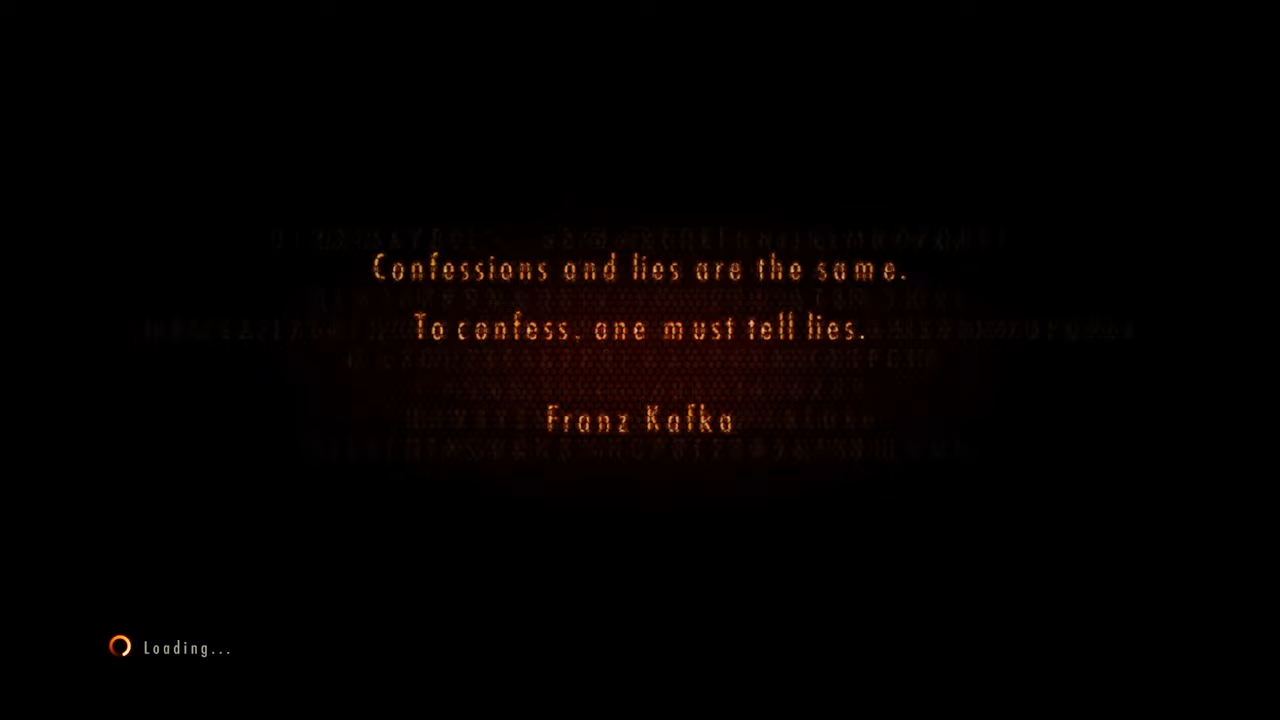 Confessions and lies are the same.
To confess, one must tell lies.
Franz Kafka
Loading...